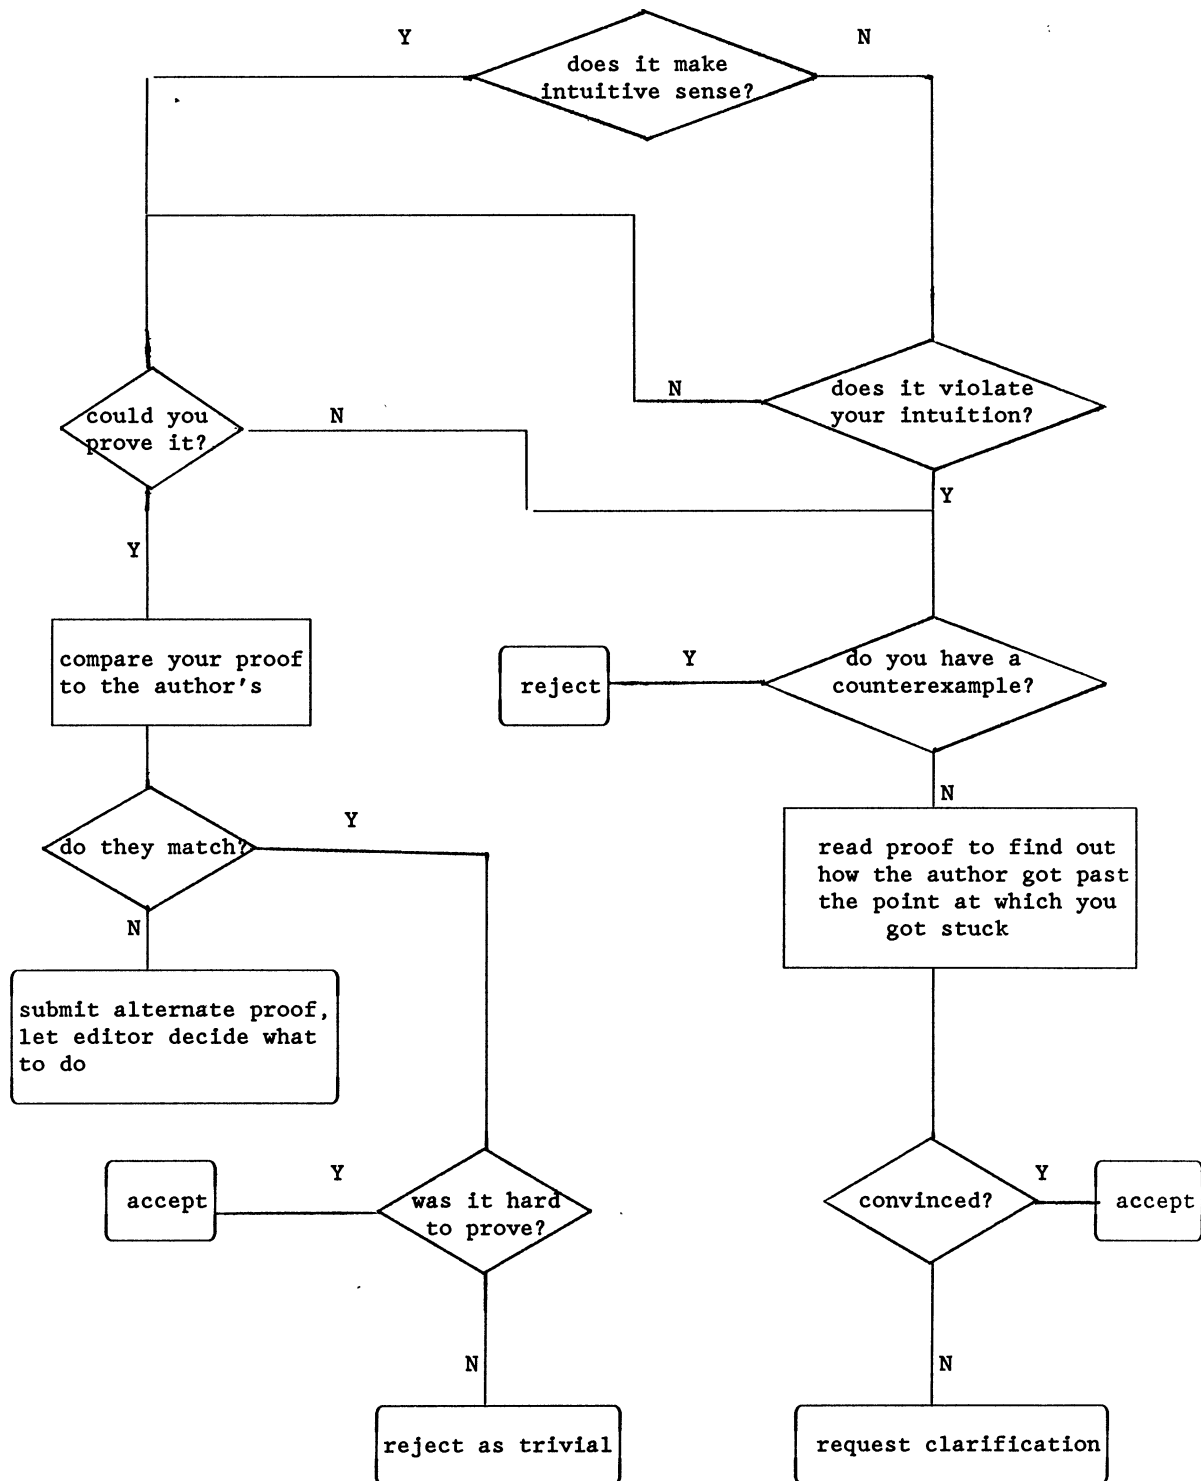 Y
N
does it make
intuitive sense?
N
does it violate
your intuition?
could you
prove it?
N
Y
Y
compare your proof
to the author's
reject
Y
do you have a
counterexample?
N
do they match?
Y
read proof to find out
how the author got past
the point at which you
got stuck
N
submit alternate proof,
let editor decide what
to do
accept
Y
was it hard
to prove?
convinced?
Y
accept
N
N
reject as trivial
request clarification